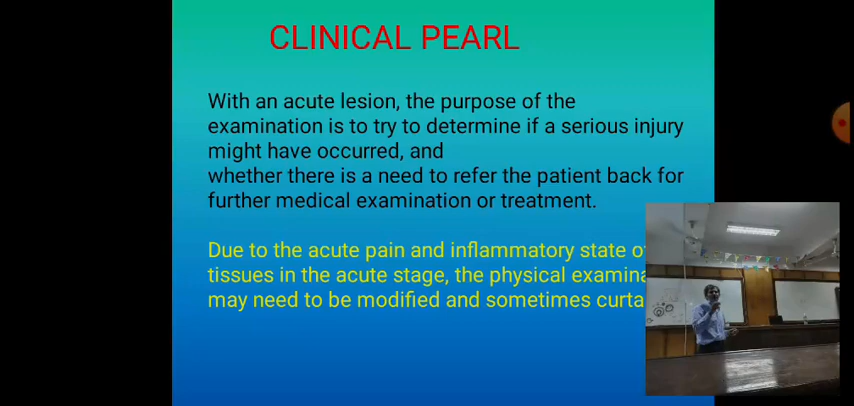 CLINICAL PEARL
With an acute lesion, the purpose of the
examination is to try to determine if a serious injury
might have occurred, and
whether there is a need to refer the patient back for
further medical examination or treatment.
Due to the acute pain and inflammatory state
tissues in the acute stage, the physical
may need to be modified and sometimes